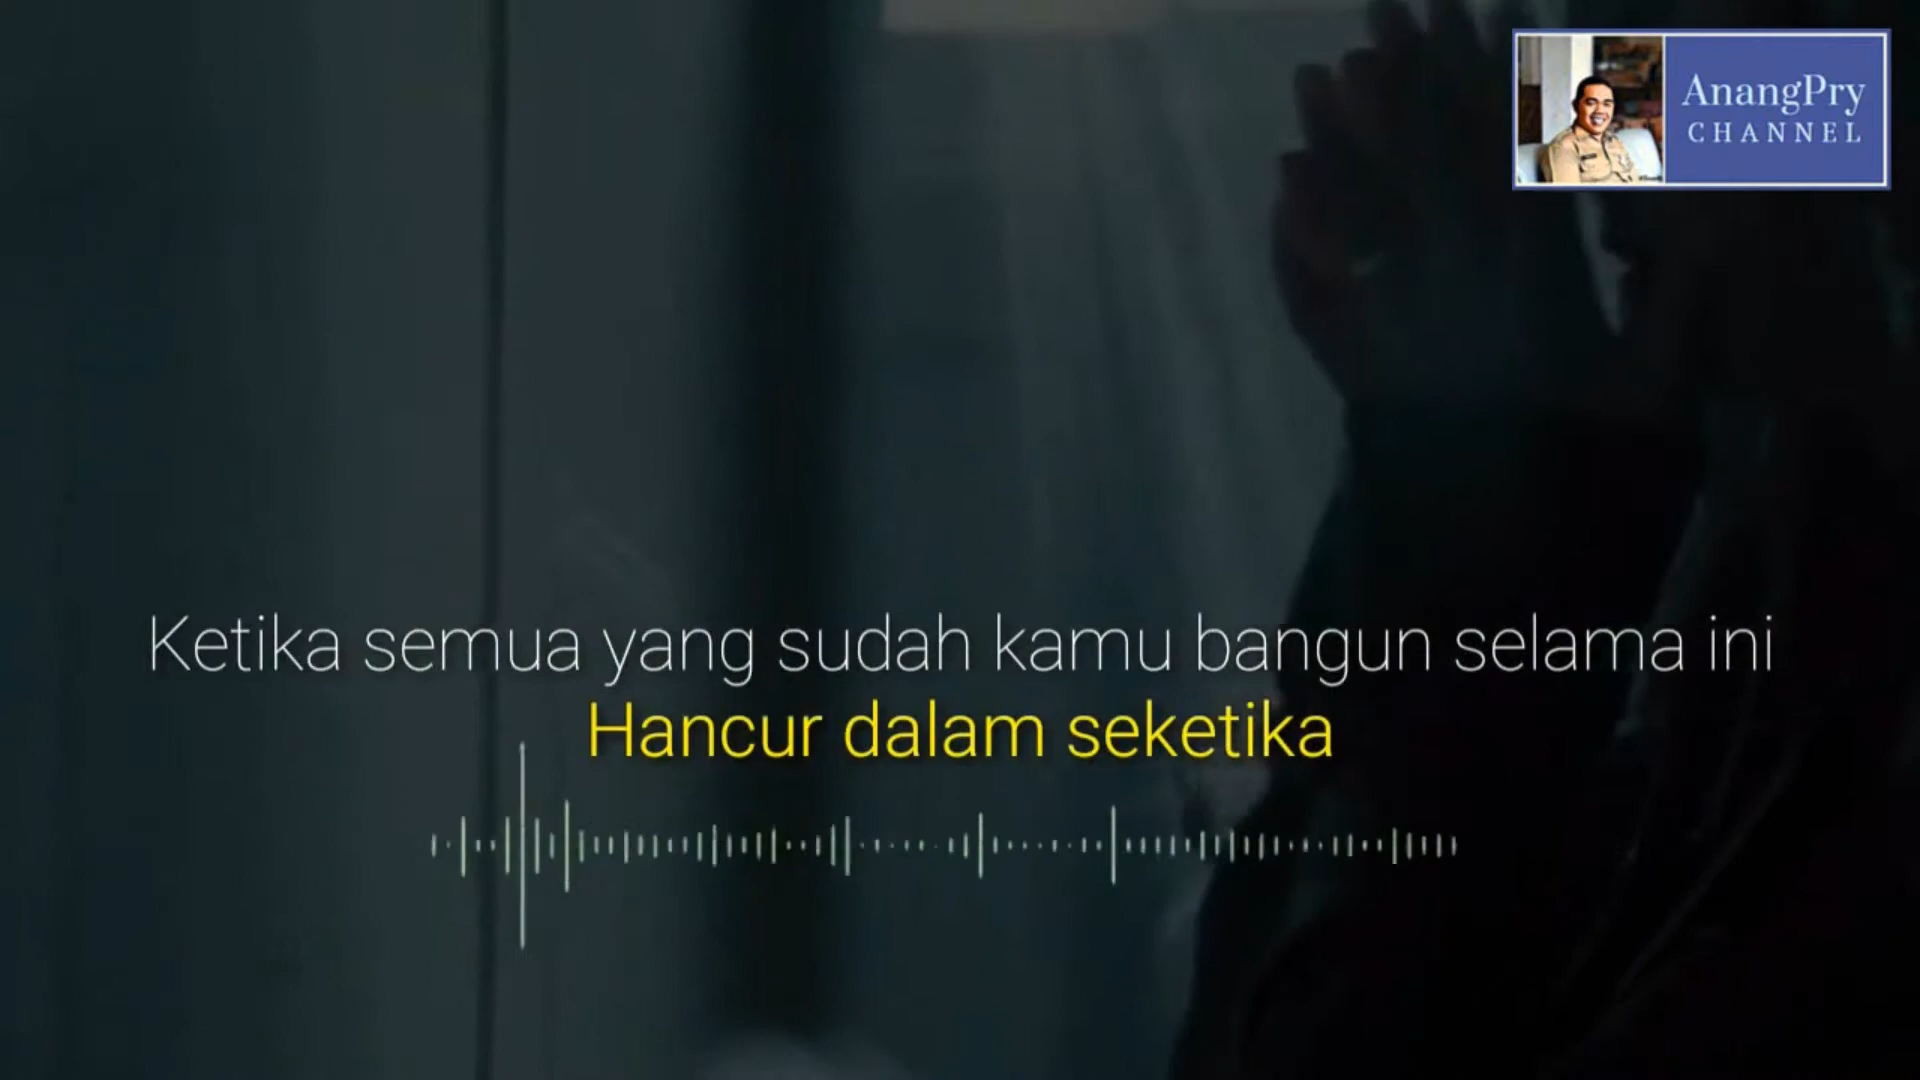 AnangPry
CHANNEL
Ketika semua yang sudah kamu bangun selama ini
Hancur dalam seketika